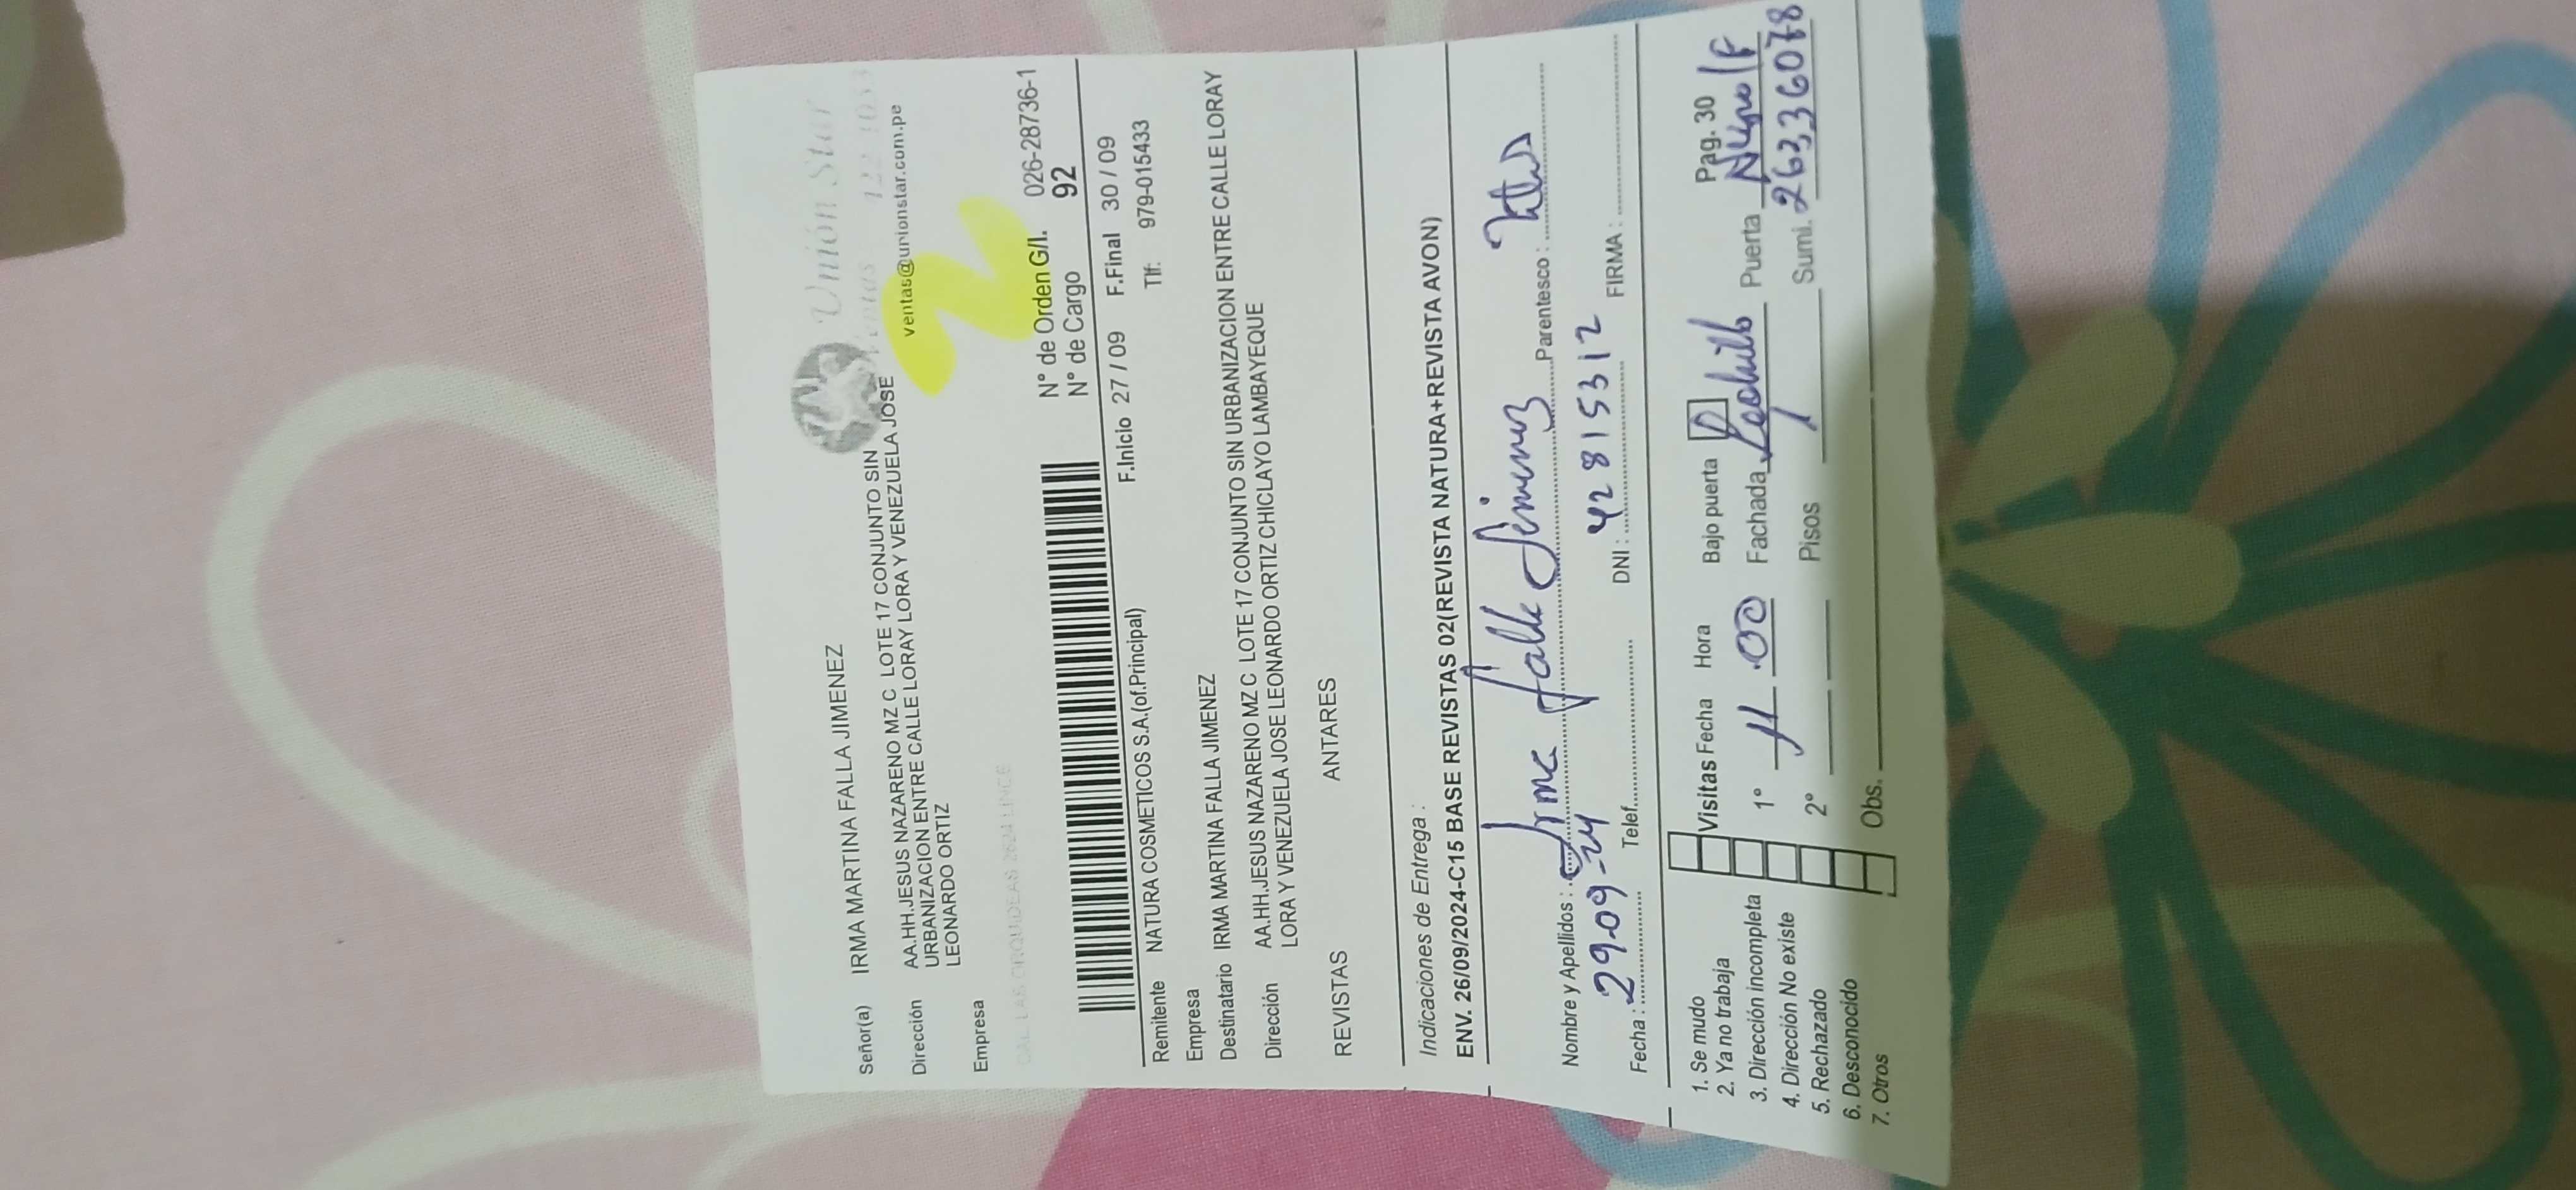 Unión Star
ventas@unionstar.com.pe
Señor(a) IRMA MARTINA FALLA JIMENEZ
Dirección AA.HH.JESUS NAZARENO MZ C LOTE 17 CONJUNTO SIN
URBANIZACION ENTRE CALLE LORAY LORA Y VENEZUELA JOSE
LEONARDO ORTIZ
Empresa
N° de Orden G/I. 026-28736-1
N° de Cargo 92
F.Inicio 27 / 09 F.Final 30 / 09
Remitente NATURA COSMETICOS S.A.(of.Principal) Tlf: 979-015433
Empresa
Destinatario IRMA MARTINA FALLA JIMENEZ
Dirección AA.HH.JESUS NAZARENO MZ C LOTE 17 CONJUNTO SIN URBANIZACION ENTRE CALLE LORAY
LORA Y VENEZUELA JOSE LEONARDO ORTIZ CHICLAYO LAMBAYEQUE
REVISTAS ANTARES
Indicaciones de Entrega :
ENV. 26/09/2024-C15 BASE REVISTAS 02(REVISTA NATURA+REVISTA AVON)
Nombre y Apellidos : Irma Falla Jimenez Parentesco :
Fecha : 29-09-24 Telef. DNI : 42815312 FIRMA :
1. Se mudo
2. Ya no trabaja
3. Dirección incompleta
4. Dirección No existe
5. Rechazado
6. Desconocido
7. Otros
Visitas Fecha Hora Bajo puerta Pag. 30
1° 11 :00 Fachada Puerta
2° Pisos 1 Sumi. 263336078
Obs.